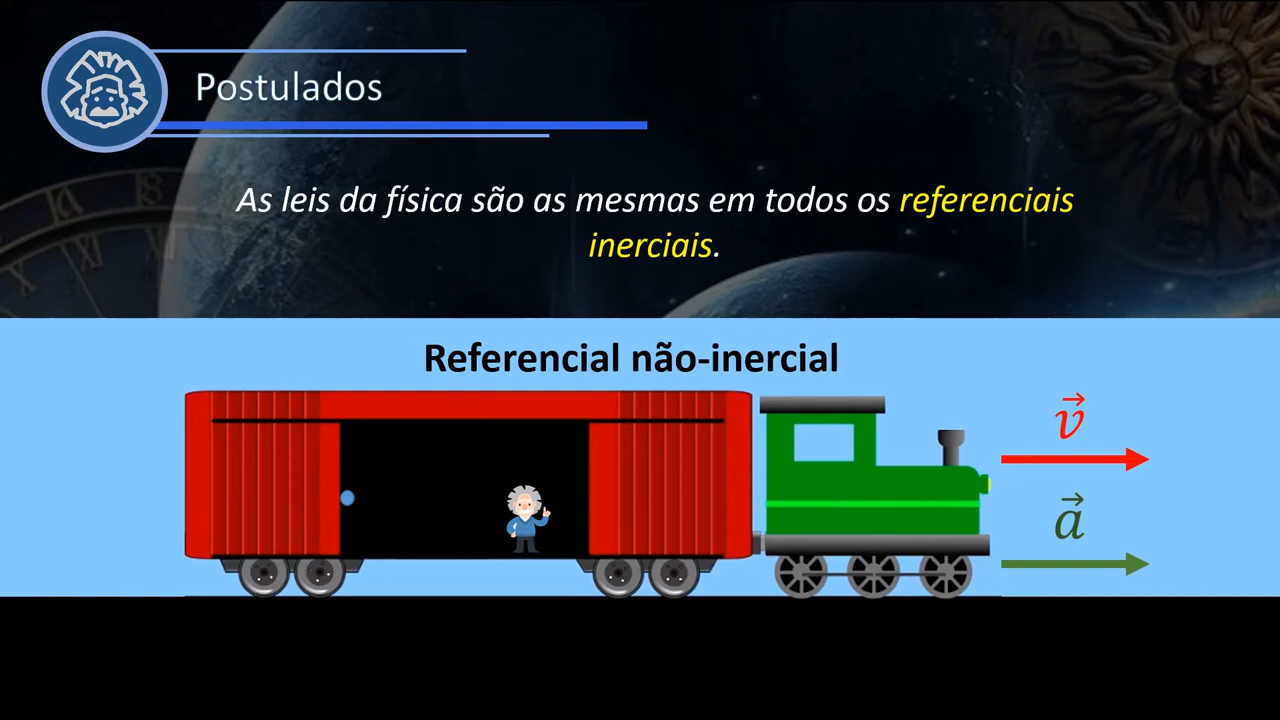 Postulados
As leis da física são as mesmas em todos os referenciais
inerciais.
Referencial não-inercial
v⃗
a⃗